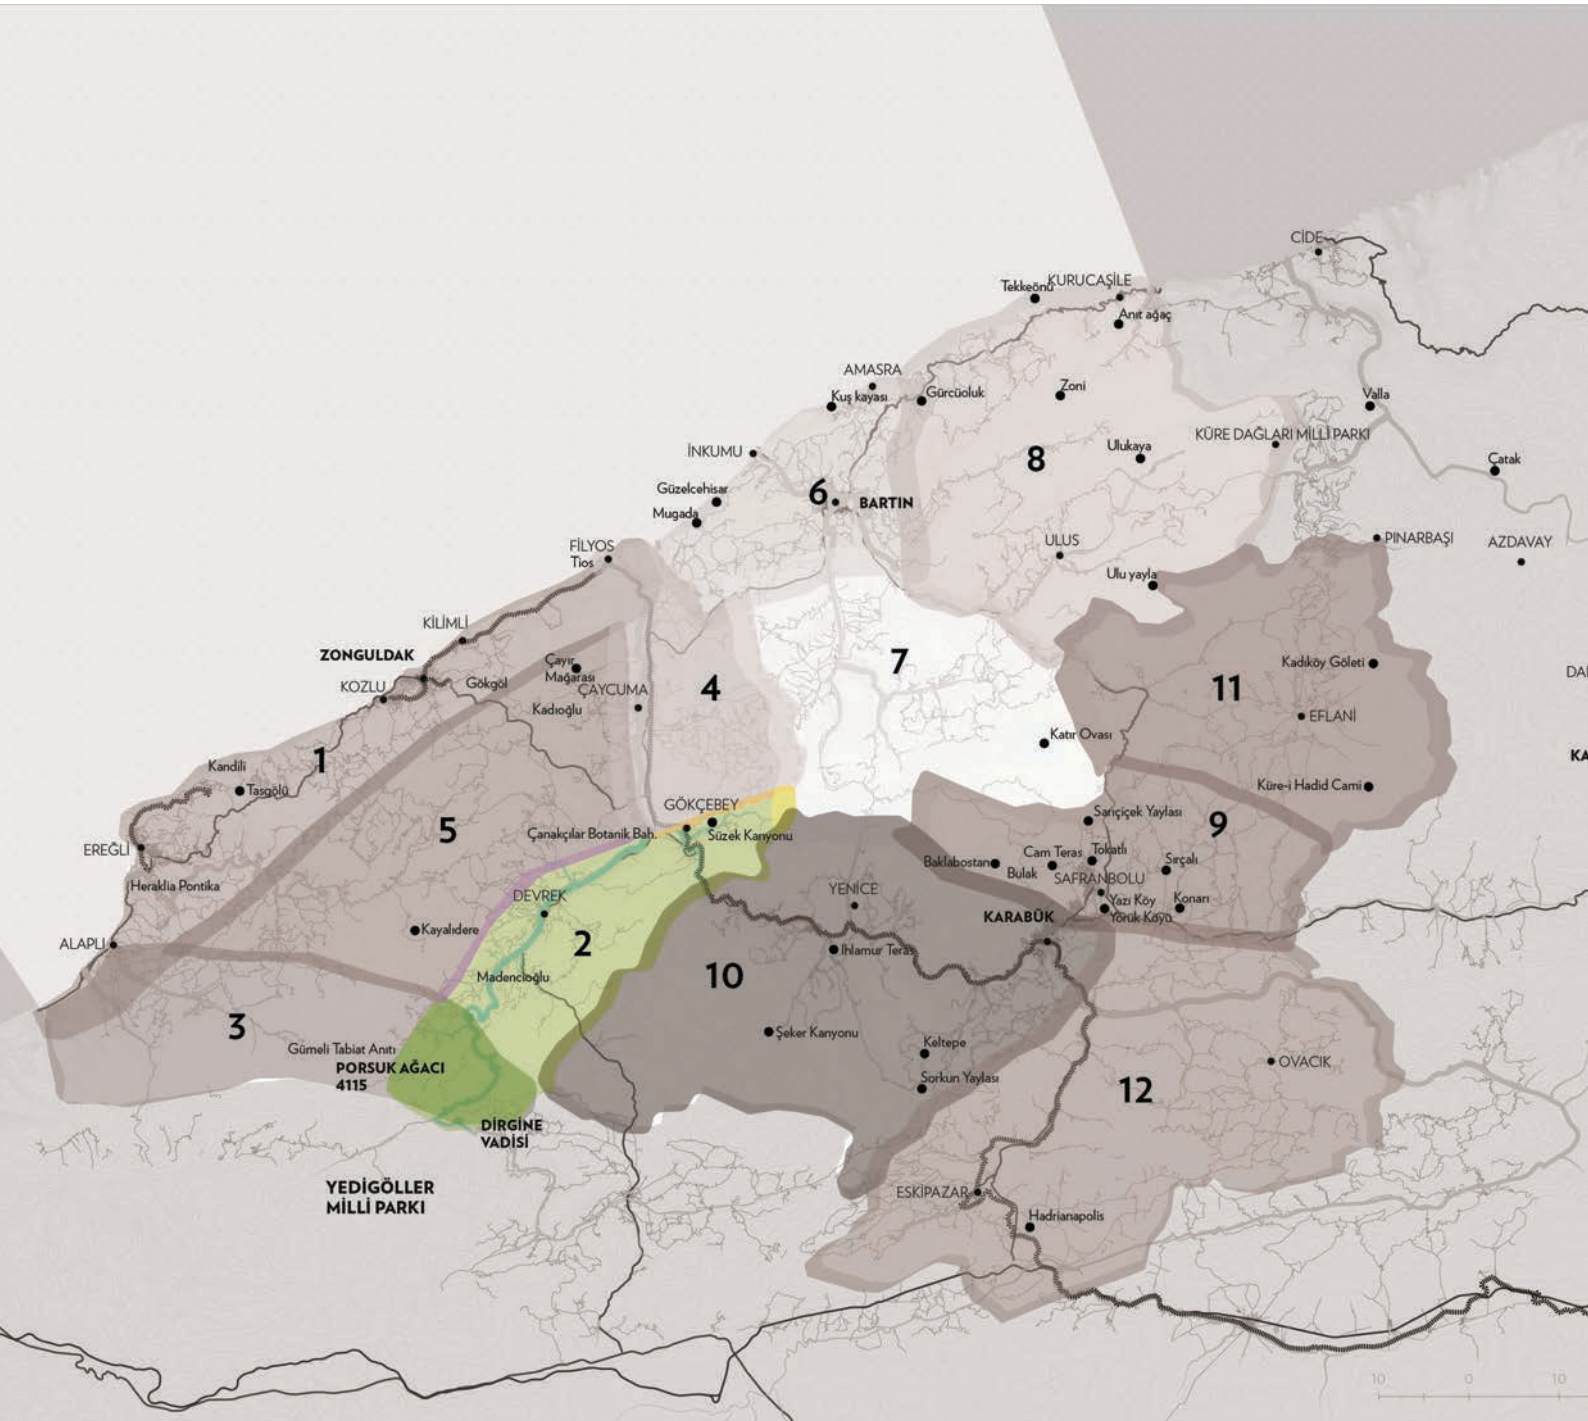 CİDE
Tekkeönü
KURUCAŞİLE
Anıt ağaç
AMASRA
Kuş kayası
Gürcüoluk
Zoni
Valla
KÜRE DAĞLARI MİLLİ PARKI
İNKUMU
8
Ulukaya
Çatak
Güzelcehisar
6
BARTIN
Mugada
FİLYOS
Tios
ULUS
PINARBAŞI
AZDAVAY
Ulu yayla
KİLİMLİ
ZONGULDAK
KOZLU
Gökgöl
Çayır
Mağarası
ÇAYCUMA
Kadıoğlu
4
7
11
Kadıköy Göleti
DA
EFLANİ
Katır Ovası
KA
1
Kandili
Tasgölü
Küre-i Hadid Cami
5
GÖKÇEBEY
Çanakçılar Botanik Bah.
Süzek Kanyonu
Sarıçiçek Yaylası
9
EREĞLİ
Heraklia Pontika
Baklabostan
Cam Teras
Tokatlı
Bulak
SAFRANBOLU
Sırçalı
YENİCE
DEVREK
Yazı Köy
Yörük Köyü
Konarı
KARABÜK
Kayalıdere
2
ALAPLI
Ihlamur Teras
Madencioğlu
10
3
Şeker Kanyonu
Gümeli Tabiat Anıtı
PORSUK AĞACI
4115
Keltepe
Sorkun Yaylası
12
OVACIK
DİRGİNE
VADİSİ
YEDİGÖLLER
MİLLİ PARKI
ESKİPAZAR
Hadrianapolis
10 0 10